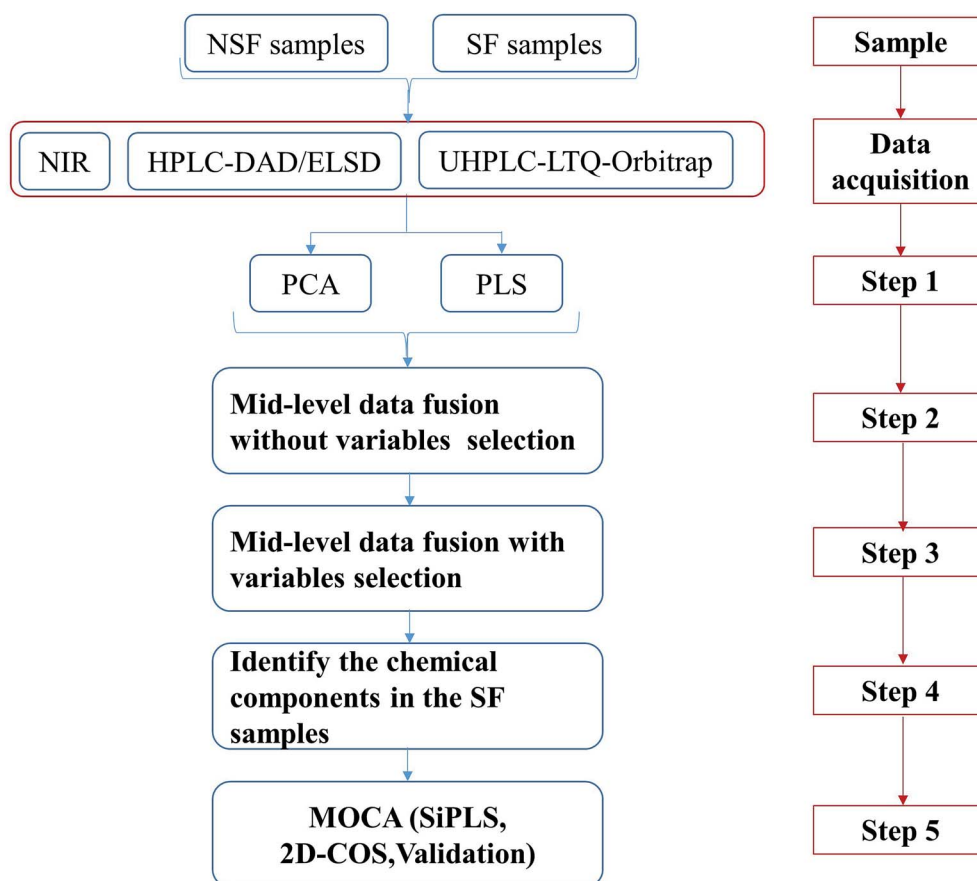 NSF samples
SF samples
Sample
NIR
HPLC-DAD/ELSD
UHPLC-LTQ-Orbitrap
Data
acquisition
PCA
PLS
Step 1
Mid-level data fusion
without variables selection
Step 2
Mid-level data fusion with
variables selection
Step 3
Identify the chemical
components in the SF
samples
Step 4
MOCA (SiPLS,
2D-COS,Validation)
Step 5